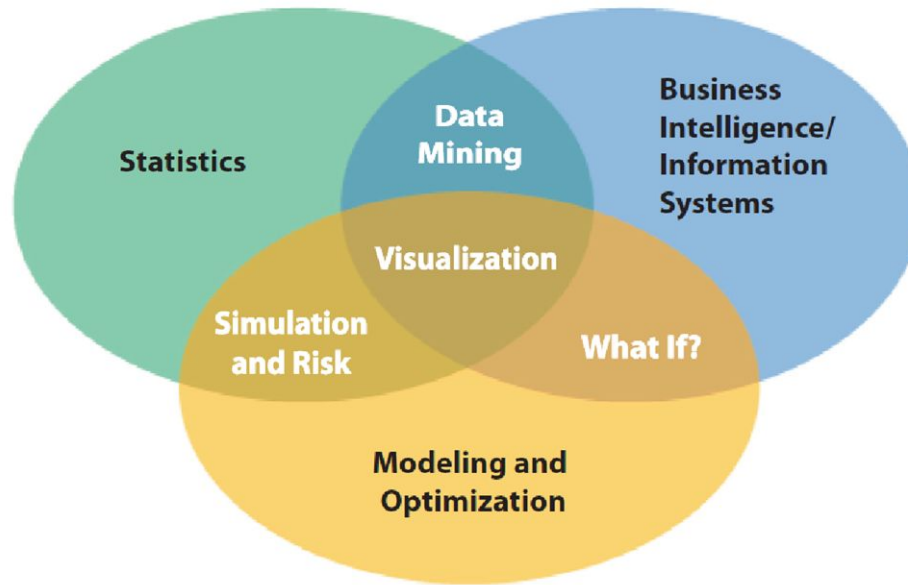 Statistics
Data
Mining
Business
Intelligence/
Information
Systems
Visualization
Simulation
and Risk
What If?
Modeling and
Optimization